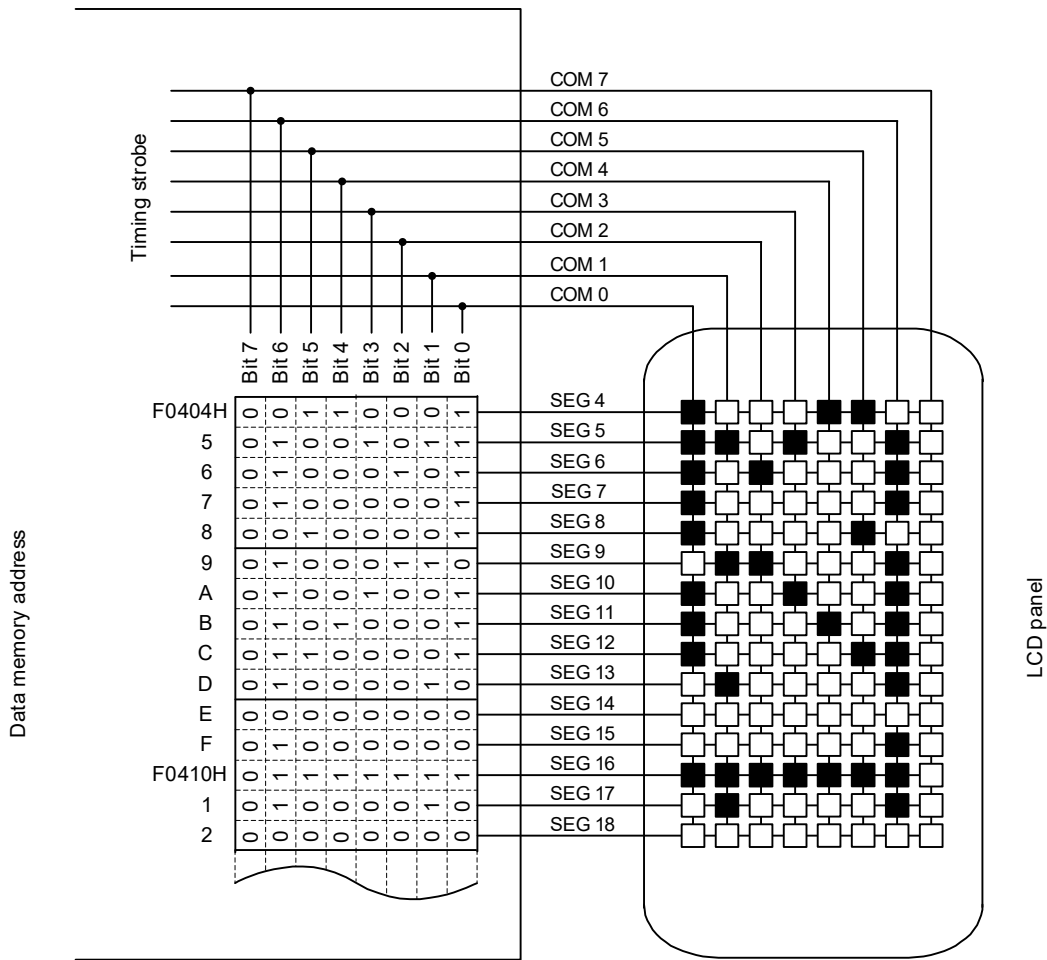 COM 7
COM 6
COM 5
COM 4
COM 3
COM 2
COM 1
COM 0
Timing strobe
Bit 7 Bit 6 Bit 5 Bit 4 Bit 3 Bit 2 Bit 1 Bit 0
F0404H 0 0 1 1 0 0 0 1 SEG 4
5 0 1 0 0 1 0 1 1 SEG 5
6 0 1 0 0 0 1 0 1 SEG 6
7 0 1 0 0 0 0 0 1 SEG 7
8 0 0 1 0 0 0 0 1 SEG 8
9 0 1 0 0 0 1 1 0 SEG 9
A 0 1 0 0 1 0 0 1 SEG 10
B 0 1 0 1 0 0 0 1 SEG 11
C 0 1 1 0 0 0 0 1 SEG 12
D 0 1 0 0 0 0 1 0 SEG 13
E 0 0 0 0 0 0 0 0 SEG 14
F 0 1 0 0 0 0 0 0 SEG 15
F0410H 0 1 1 1 1 1 1 1 SEG 16
1 0 1 0 0 0 0 1 0 SEG 17
2 0 0 0 0 0 0 0 0 SEG 18
Data memory address
LCD panel